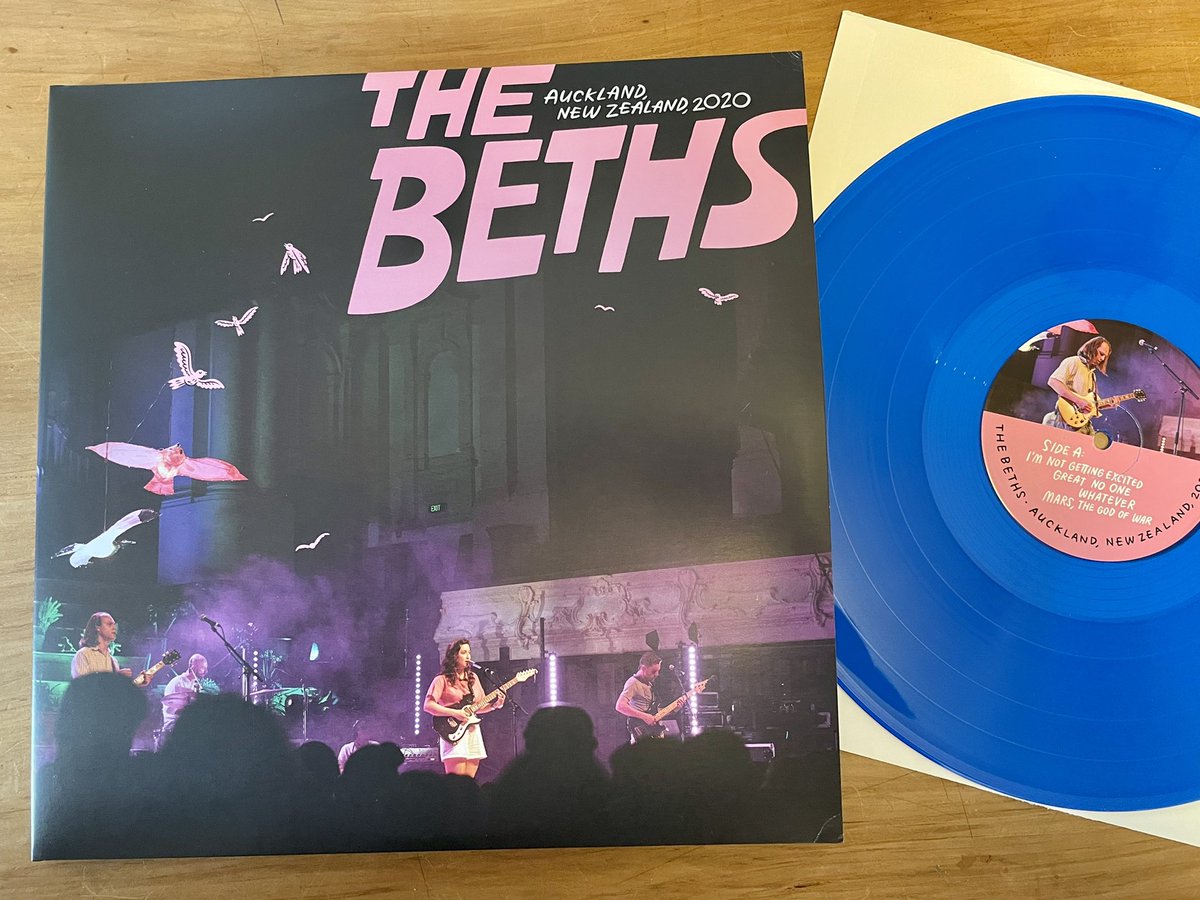 THE
BETHS
AUCKLAND,
NEW ZEALAND, 2020
EXIT
SIDE A:
I'M NOT GETTING EXCITED
GREAT NO ONE
WHATEVER
MARS, THE GOD OF WAR
THE BETHS · AUCKLAND, NEW ZEALAND, 20